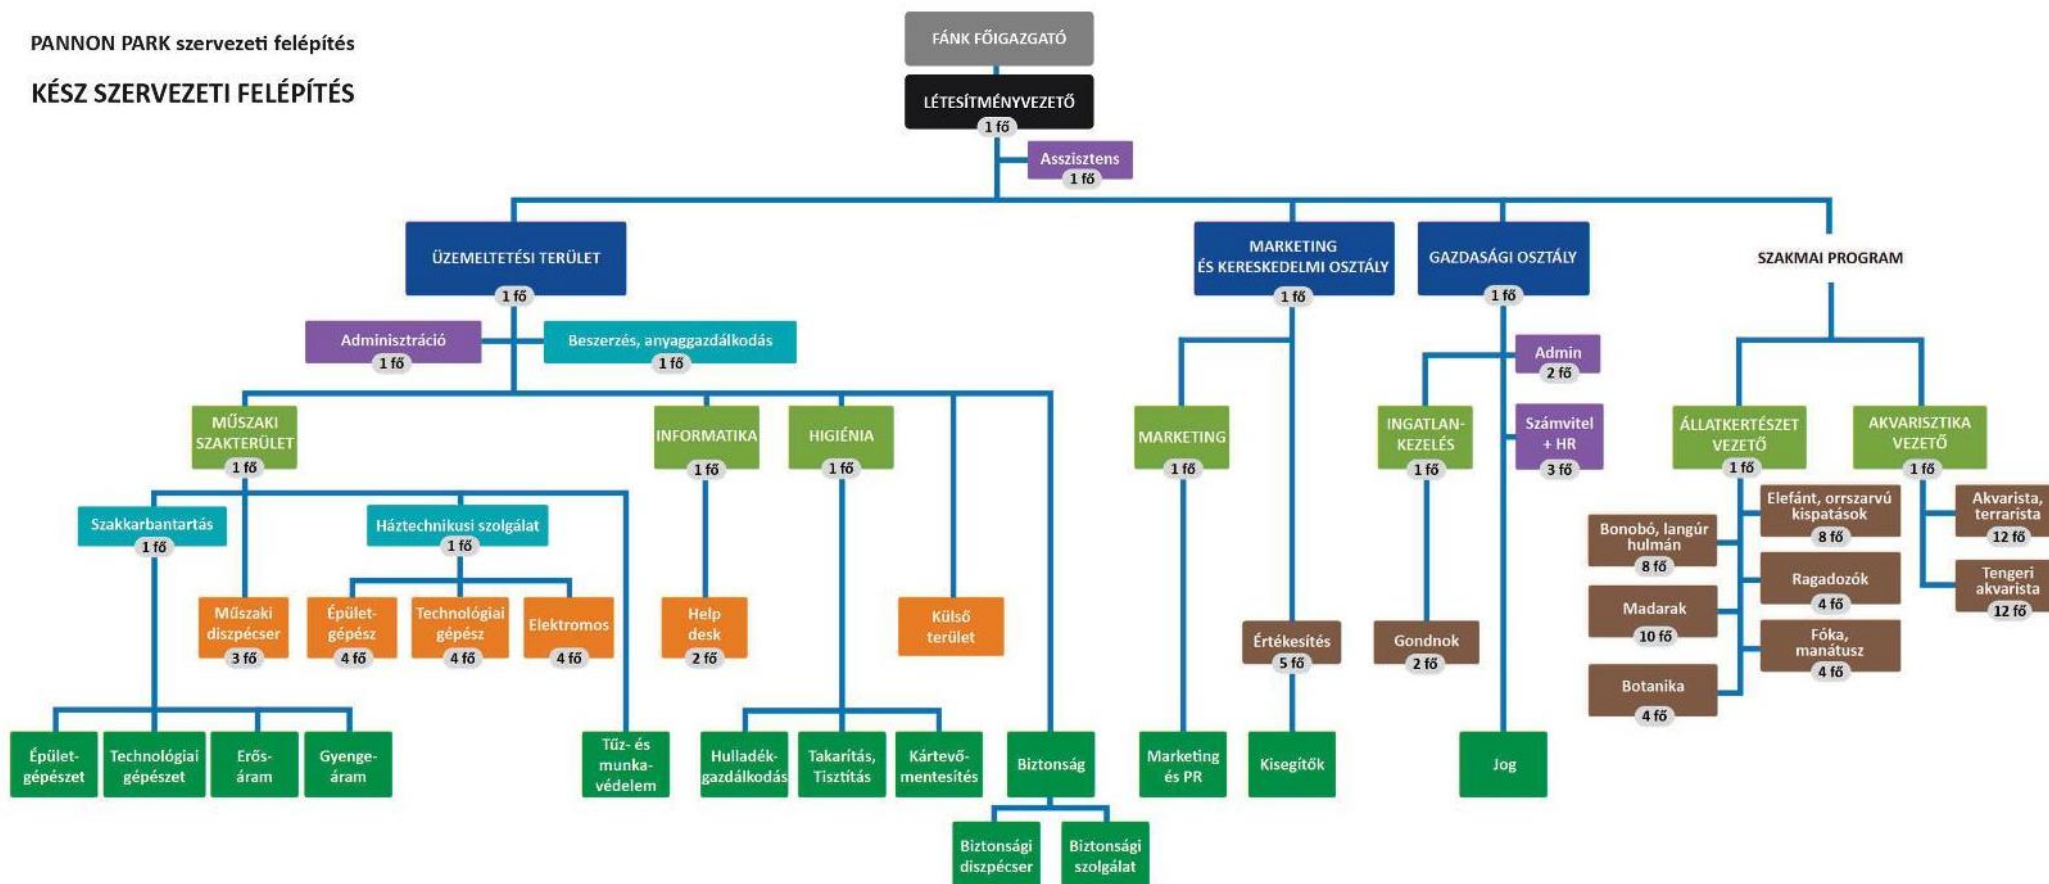 PANNON PARK szervezeti felépítés
KÉSZ SZERVEZETI FELÉPÍTÉS
FÁNK FŐIGAZGATÓ
LÉTESÍTMÉNYVEZETŐ
1 fő
Asszisztens
1 fő
ÜZEMELTETÉSI TERÜLET
1 fő
MARKETING
ÉS KERESKEDELMI OSZTÁLY
1 fő
GAZDASÁGI OSZTÁLY
1 fő
SZAKMAI PROGRAM
Adminisztráció
1 fő
Beszerzés, anyaggazdálkodás
1 fő
Admin
2 fő
MŰSZAKI
SZAKTERÜLET
1 fő
INFORMATIKA
1 fő
HIGIÉNIA
1 fő
MARKETING
1 fő
INGATLAN-
KEZELÉS
1 fő
Számvitel
+ HR
3 fő
ÁLLATKERTÉSZET
VEZETŐ
1 fő
AKVARISZTIKA
VEZETŐ
1 fő
Szakkarbantartás
1 fő
Háztechnikusi szolgálat
1 fő
Elefánt, orrszarvú
kispatások
8 fő
Akvarista,
terrarista
12 fő
Bonobó, langúr
hulmán
8 fő
Ragadozók
4 fő
Tengeri
akvarista
12 fő
Madarak
10 fő
Fóka,
manátusz
4 fő
Botanika
4 fő
Műszaki
diszpécser
3 fő
Épület-
gépész
4 fő
Technológiai
gépész
4 fő
Elektromos
4 fő
Help
desk
2 fő
Külső
terület
Értékesítés
5 fő
Gondnok
2 fő
Épület-
gépészet
Technológiai
gépészet
Erős-
áram
Gyenge-
áram
Tűz- és
munka-
védelem
Hulladék-
gazdálkodás
Takarítás,
Tisztítás
Kártevő-
mentesítés
Biztonság
Marketing
és PR
Kisegítők
Jog
Biztonsági
diszpécser
Biztonsági
szolgálat